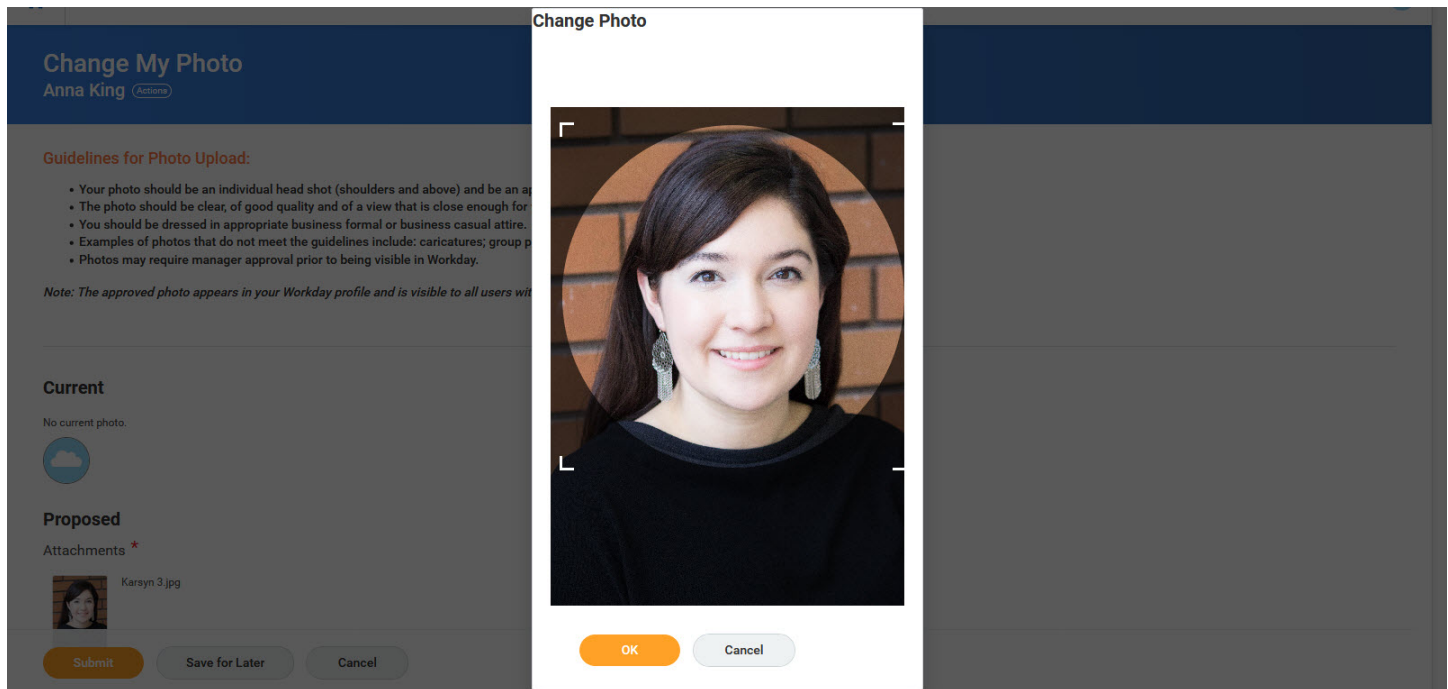 Change Photo
Change My Photo
Anna King Actions
Guidelines for Photo Upload:
• Your photo should be an individual head shot (shoulders and above) and be an
• The photo should be clear, of good quality and of a view that is close enough for
• You should be dressed in appropriate business formal or business casual attire.
• Examples of photos that do not meet the guidelines include: caricatures; group
• Photos may require manager approval prior to being visible in Workday.
Note: The approved photo appears in your Workday profile and is visible to all users
Current
No current photo.
Proposed
Attachments *
Karsyn 3.jpg
OK Cancel
Submit Save for Later Cancel